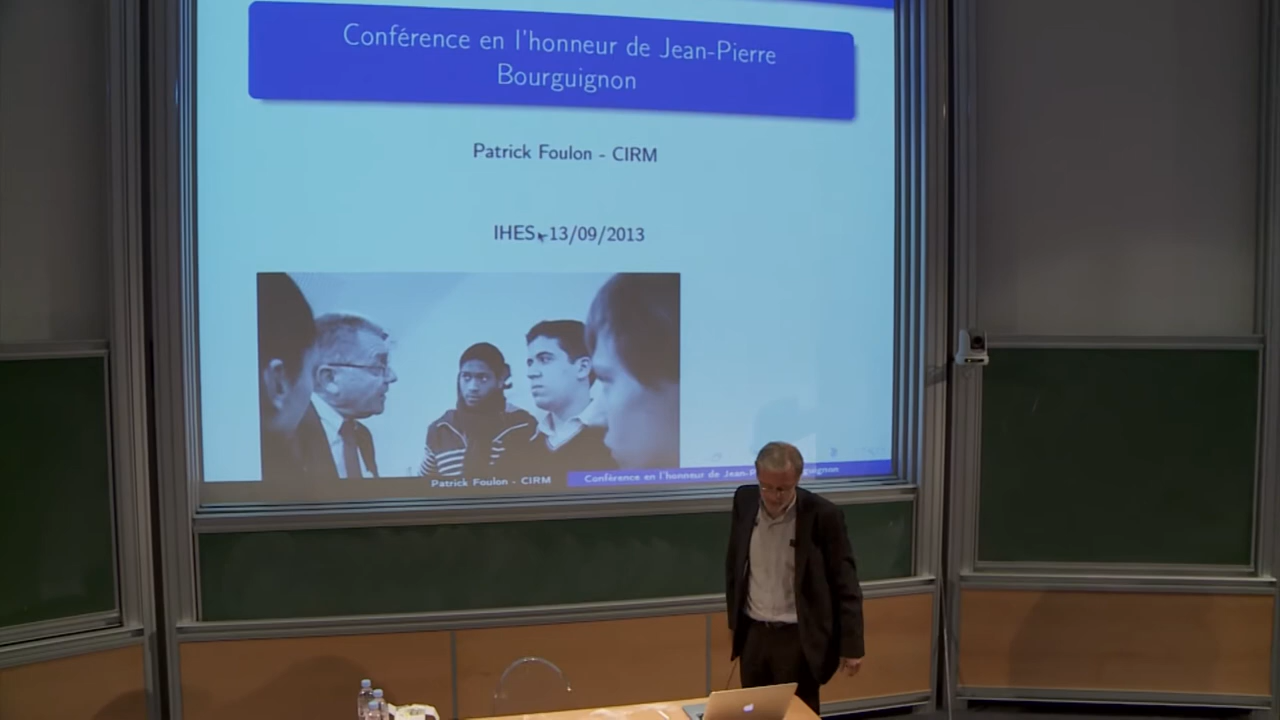 Conférence en l'honneur de Jean-Pierre
Bourguignon
Patrick Foulon - CIRM
IHES-13/09/2013
Patrick Foulon - CIRM
Conférence en l'honneur de Jean-P